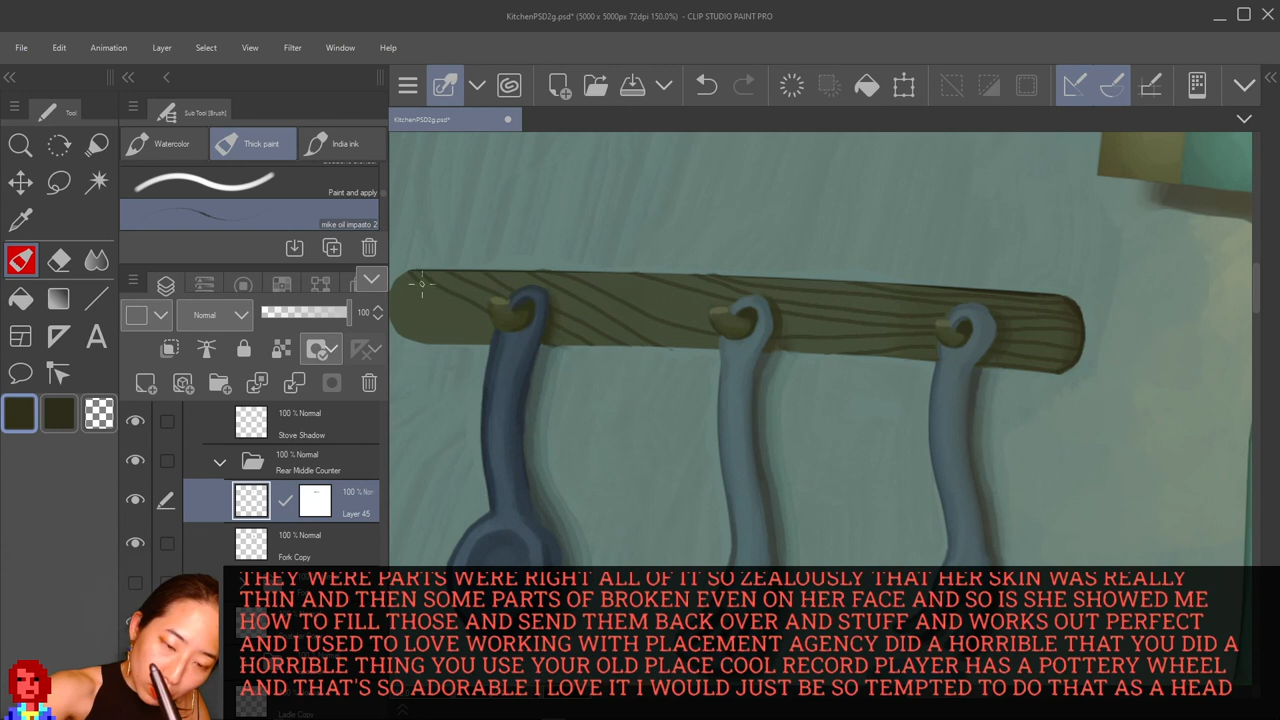 KitchenPSD2g.psd* (5000 x 5000px 72dpi 150.0%) - CLIP STUDIO PAINT PRO
File Edit Animation Layer Select View Filter Window Help
Tool
Sub Tool [Brush]
KitchenPSD2g.psd*
Watercolor Thick paint India ink
Paint and apply
mike oil impasto 2
Normal 100
100 % Normal
Stove Shadow
100 % Normal
Rear Middle Counter
100 % Nor
Layer 45
100 % Normal
Fork Copy
Ladle Copy
THEY WERE PARTS WERE RIGHT ALL OF IT SO ZEALOUSLY THAT HER SKIN WAS REALLY
THIN AND THEN SOME PARTS OF BROKEN EVEN ON HER FACE AND SO IS SHE SHOWED ME
HOW TO FILL THOSE AND SEND THEM BACK OVER AND STUFF AND WORKS OUT PERFECT
AND I USED TO LOVE WORKING WITH PLACEMENT AGENCY DID A HORRIBLE THAT YOU DID A
HORRIBLE THING YOU USE YOUR OLD PLACE COOL RECORD PLAYER HAS A POTTERY WHEEL
AND THAT'S SO ADORABLE I LOVE IT I WOULD JUST BE SO TEMPTED TO DO THAT AS A HEAD